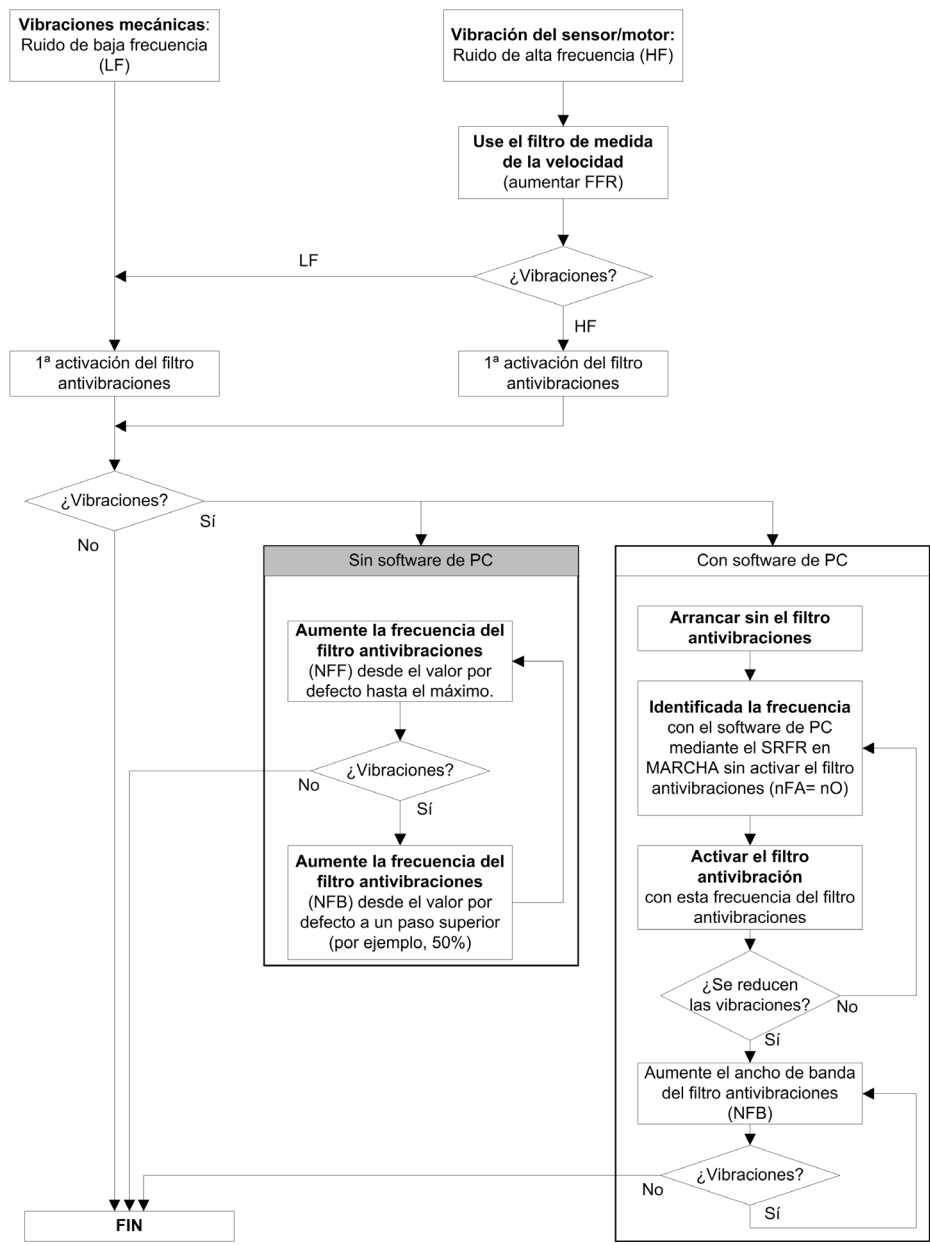 Vibraciones mecánicas:
Ruido de baja frecuencia
(LF)
Vibración del sensor/motor:
Ruido de alta frecuencia (HF)
Use el filtro de medida
de la velocidad
(aumentar FFR)
LF
¿Vibraciones?
HF
1ª activación del filtro
antivibraciones
1ª activación del filtro
antivibraciones
¿Vibraciones?
Sí
No
Sin software de PC
Aumente la frecuencia del
filtro antivibraciones
(NFF) desde el valor por
defecto hasta el máximo.
¿Vibraciones?
No
Sí
Aumente la frecuencia del
filtro antivibraciones
(NFB) desde el valor por
defecto a un paso superior
(por ejemplo, 50%)
Con software de PC
Arrancar sin el filtro
antivibraciones
Identificada la frecuencia
con el software de PC
mediante el SRFR en
MARCHA sin activar el filtro
antivibraciones (nFA= nO)
Activar el filtro
antivibración
con esta frecuencia del filtro
antivibraciones
¿Se reducen
las vibraciones?
No
Sí
Aumente el ancho de banda
del filtro antivibraciones
(NFB)
¿Vibraciones?
No
Sí
FIN